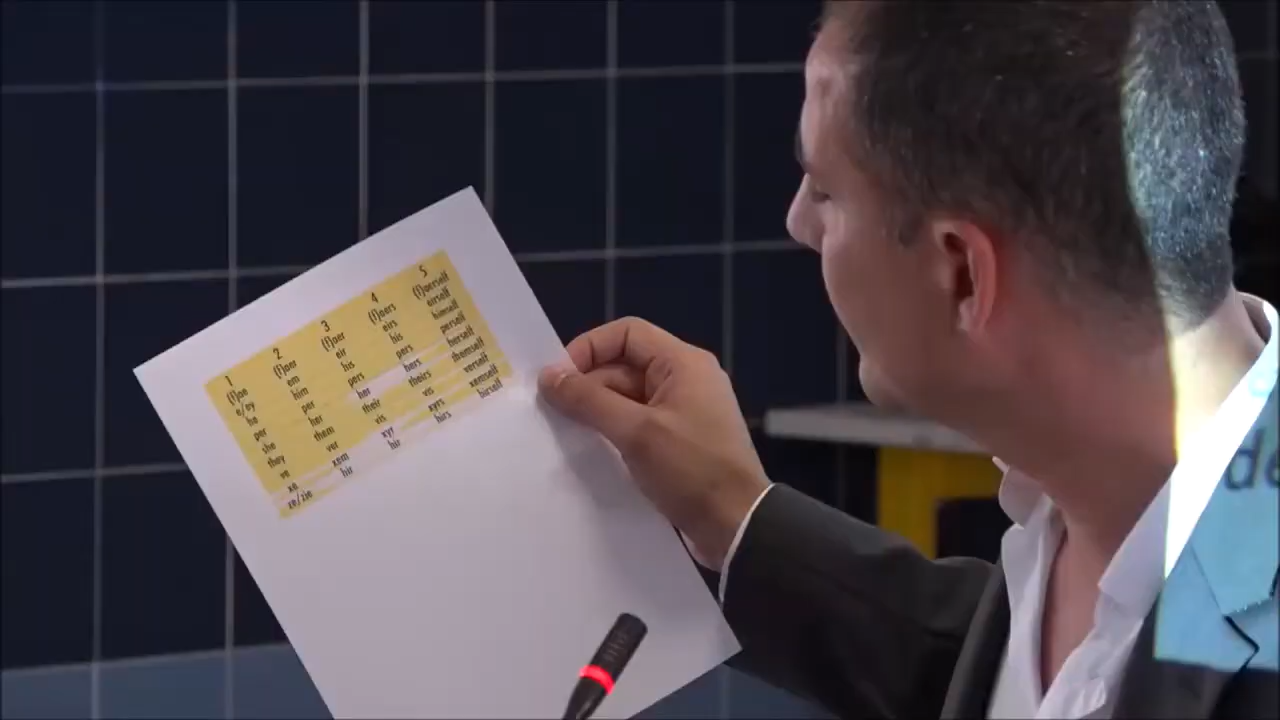 1 2 3 4 5
(f)ae (f)aer (f)aer (f)aers (f)aerself
e/ey em eir eirs eirself
he him his his himself
per per pers pers perself
she her her hers herself
they them their theirs themself
ve ver vis vis verself
xe xem xyr xyrs xemself
ze/zie hir hir hirs hirself
de